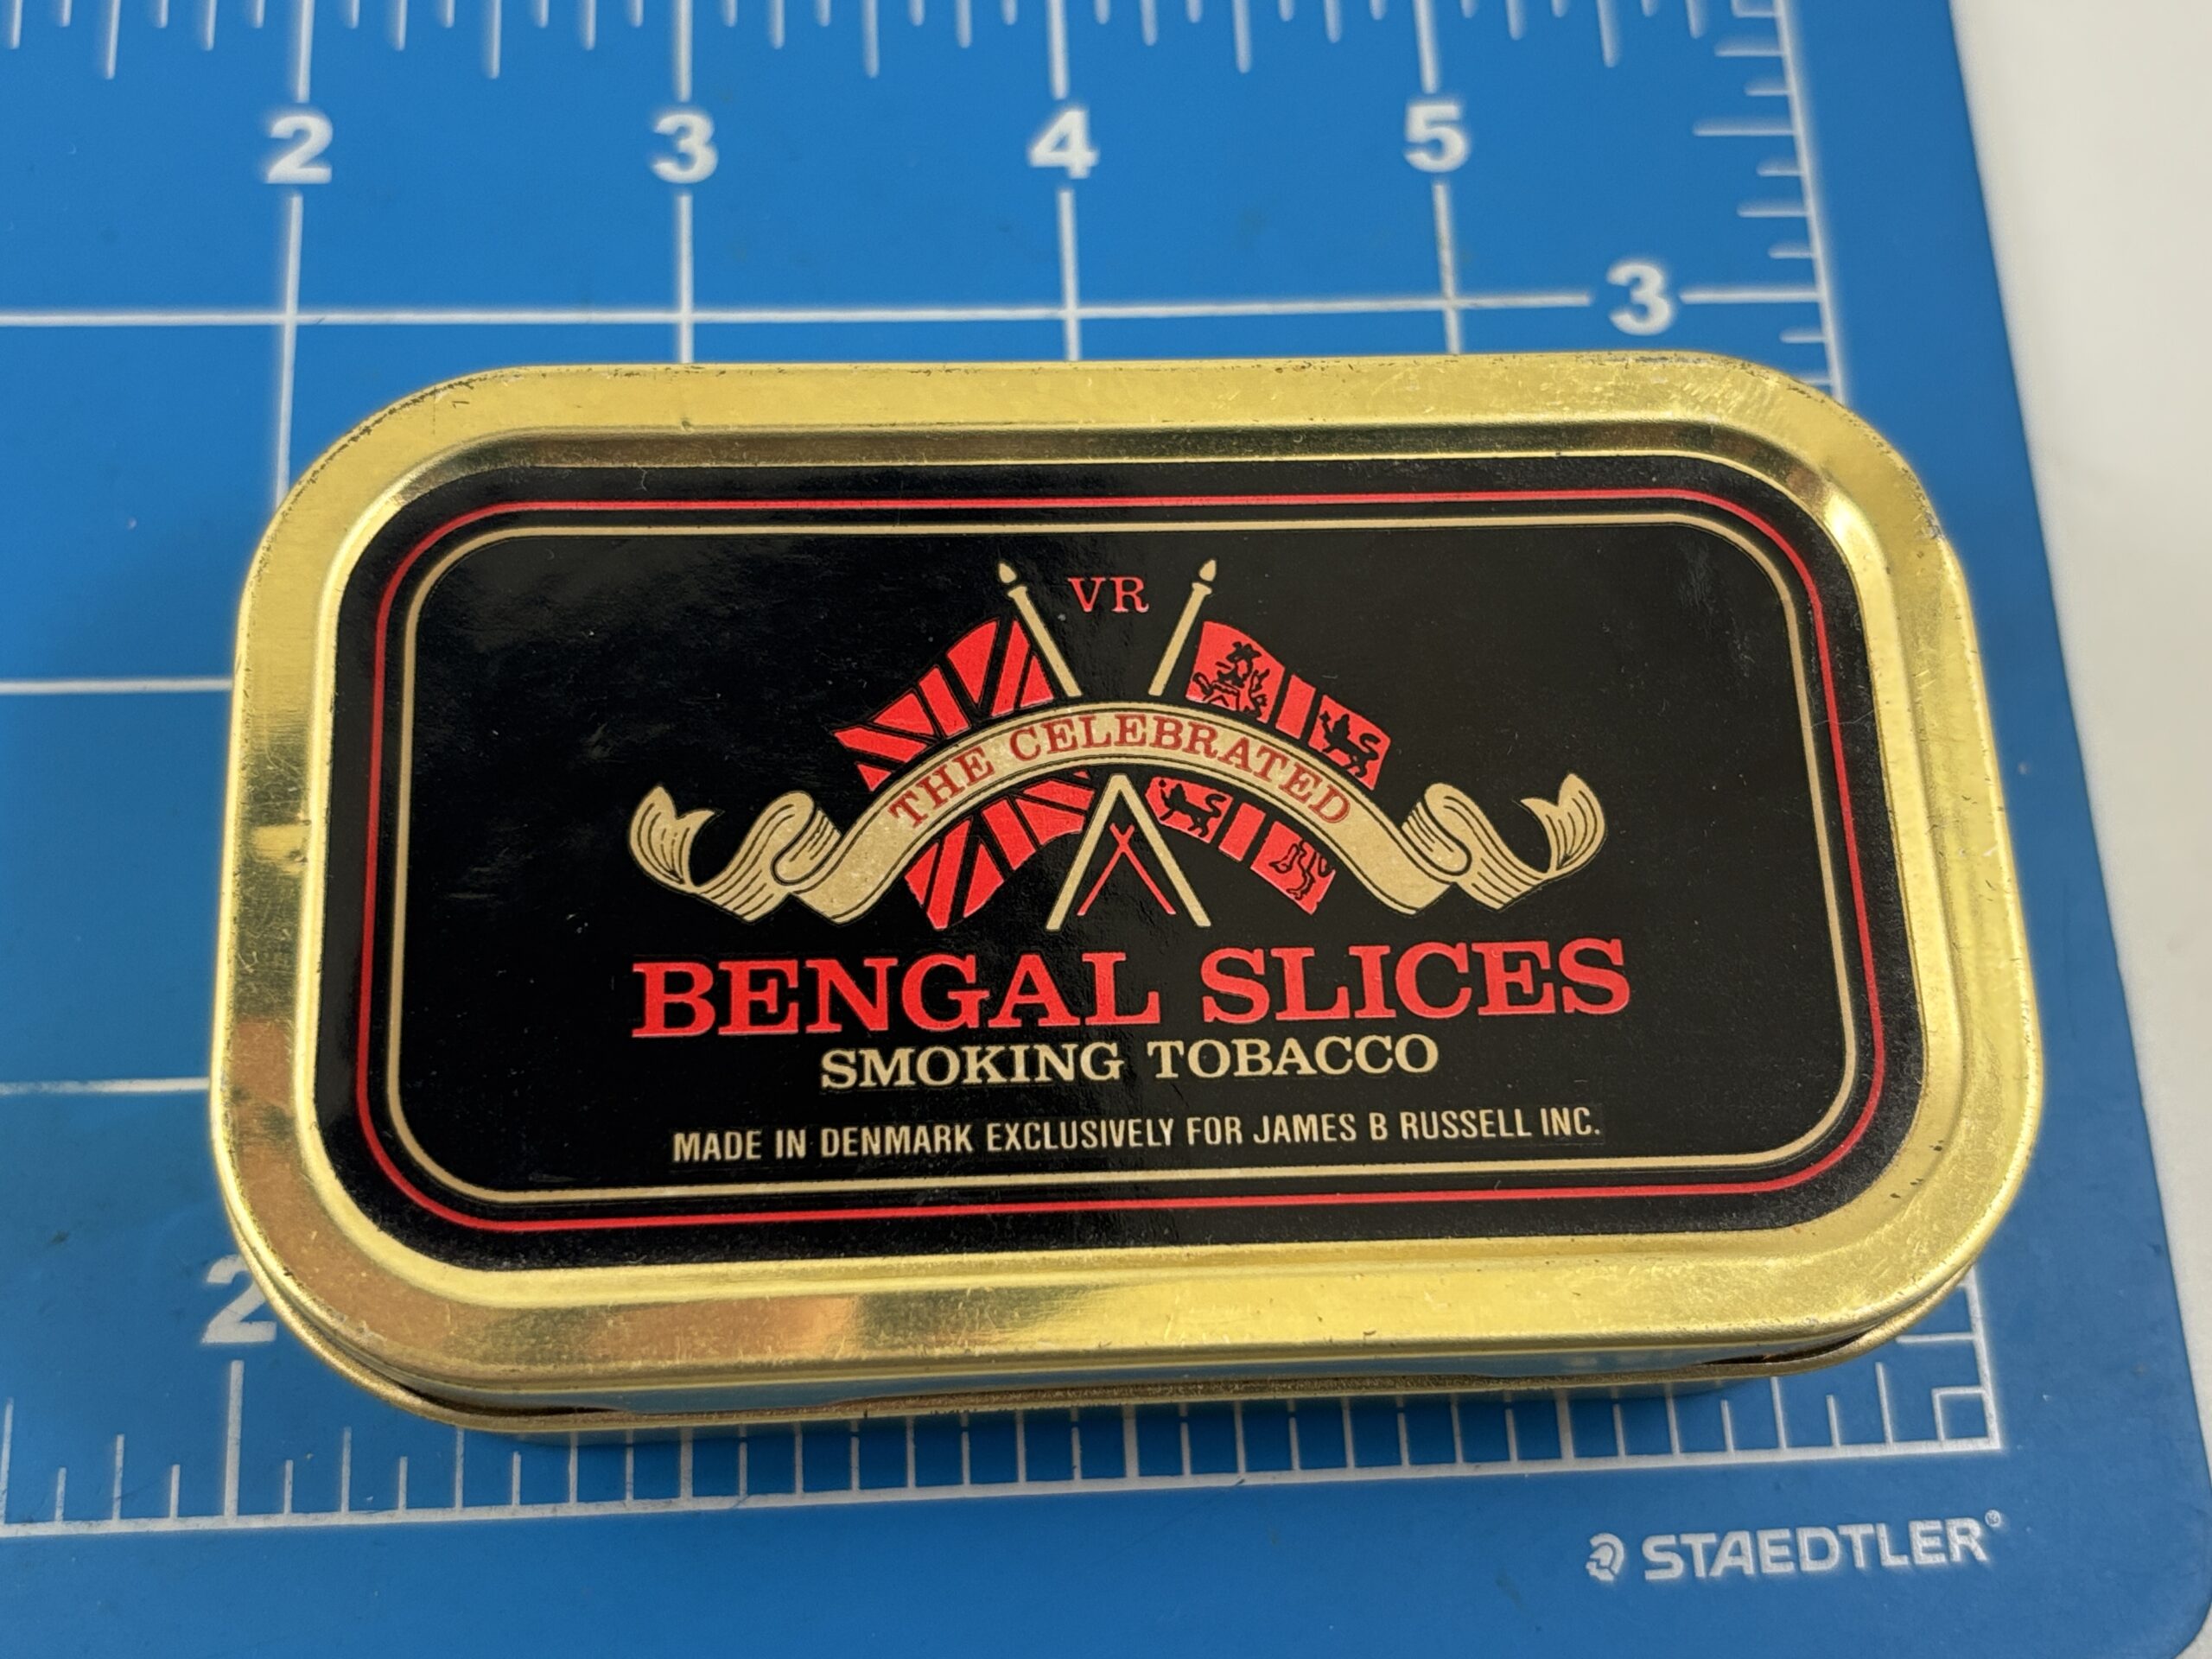 2 3 4 5
3
VR
THE CELEBRATED
BENGAL SLICES
SMOKING TOBACCO
MADE IN DENMARK EXCLUSIVELY FOR JAMES B RUSSELL INC.
2
STAEDTLER®